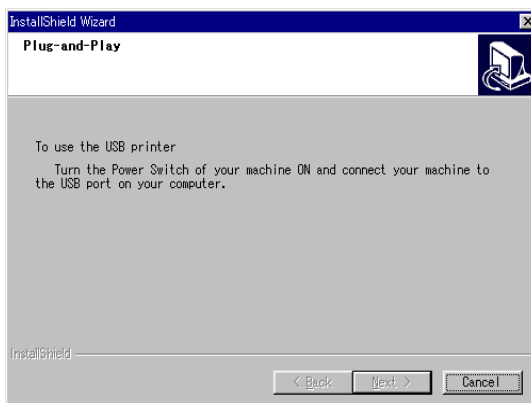 InstallShield Wizard
Plug-and-Play
To use the USB printer
Turn the Power Switch of your machine ON and connect your machine to
the USB port on your computer.
InstallShield
< Back Next > Cancel